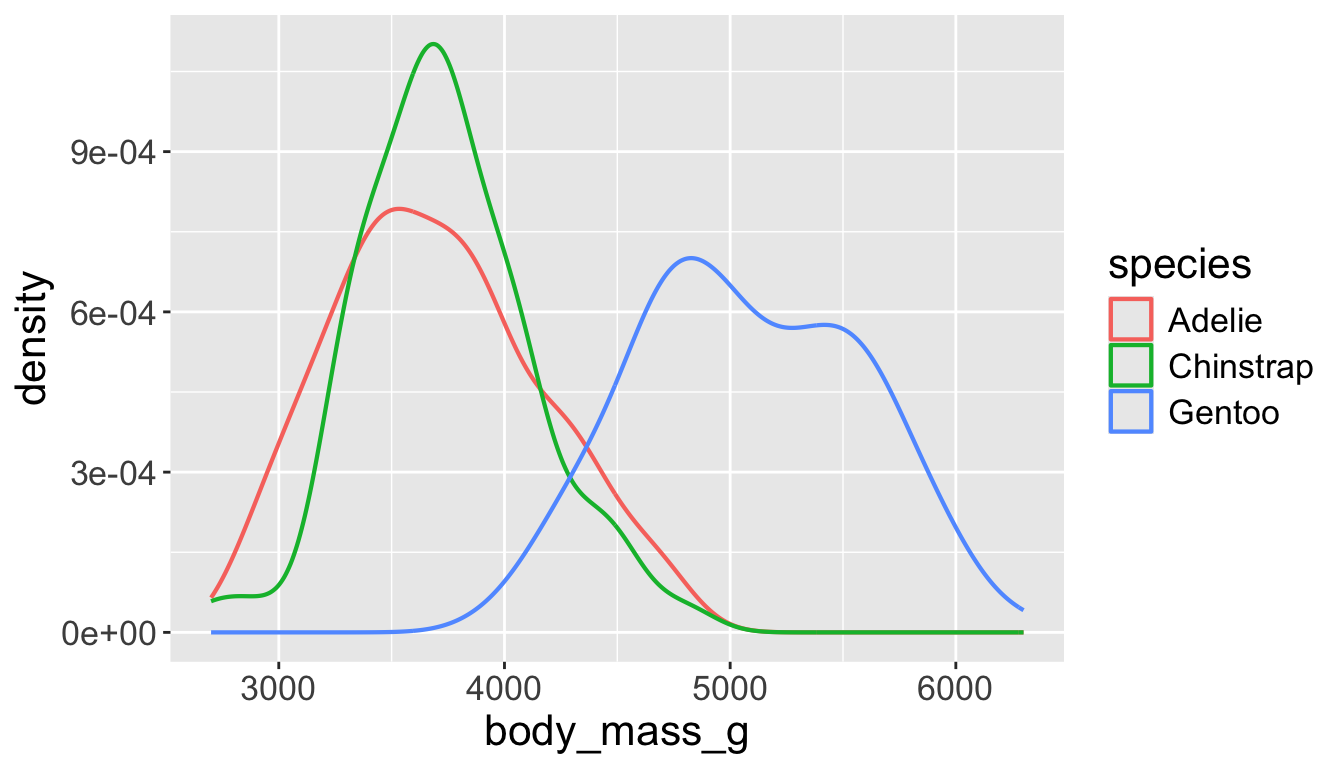 density
9e-04
6e-04
3e-04
0e+00
3000 4000 5000 6000
body_mass_g
species
Adelie
Chinstrap
Gentoo